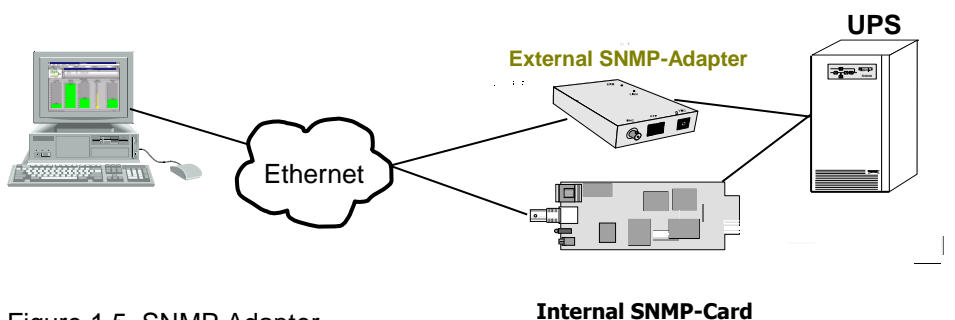 UPS
External SNMP-Adapter
Ethernet
Internal SNMP-Card
Figure 1.5 SNMP Adapter